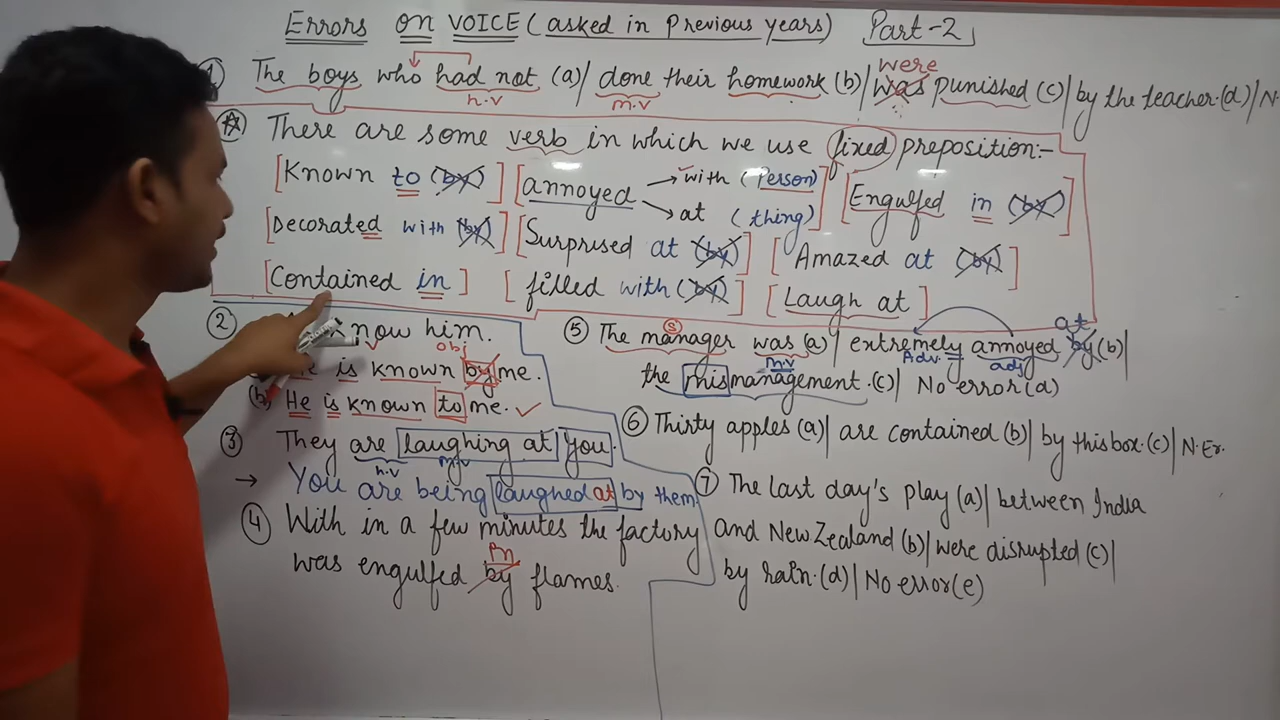 Errors on VOICE (asked in Previous years) Part-2
1 The boys who had not (a)| done their homework (b)| was punished (c)| by the teacher.(d)| N.
were
h.v m.v
There are some verb in which we use fixed preposition:-
[Known to (by)] [annoyed → with (Person) → at (thing)] [Engulfed in (by)]
[Decorated with (by)] [Surprised at (by)] [Amazed at (by)]
[Contained in] [filled with (by)] [Laugh at]
2 know him.
obj
He is known by me.
(b) He is known to me. ✓
3 They are laughing at you.
h.v m.v
→ You are being laughed at by them
4 With in a few minutes the factory
was engulfed by flames.
in
5 The manager was (a)| extremely annoyed by (b)|
S m.v Adv. adj at
the mismanagement.(c)| No error(d)
6 Thirty apples (a)| are contained (b)| by this box.(c)| N.Er.
7 The last day's play (a)| between India
and New Zealand (b)| were disrupted (c)|
by rain.(d)| No error(e)